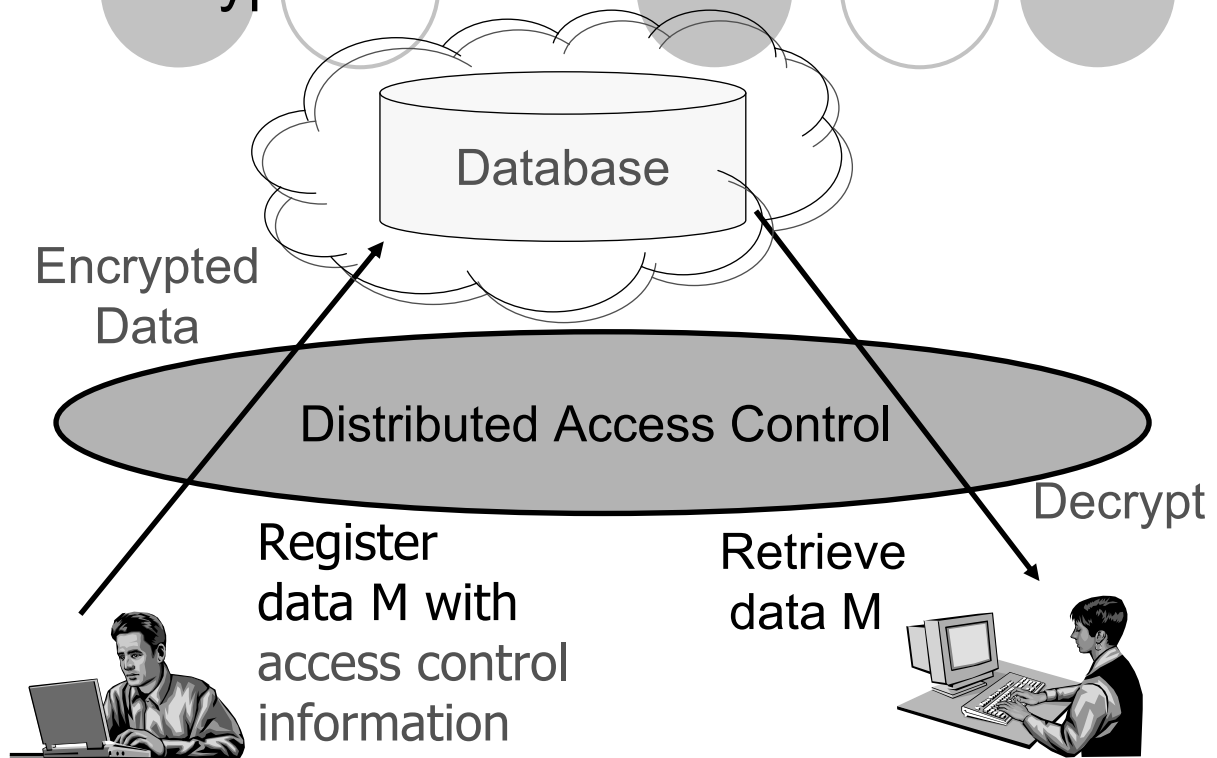 Database
Encrypted
Data
Distributed Access Control
Decrypt
Register
data M with
access control
information
Retrieve
data M